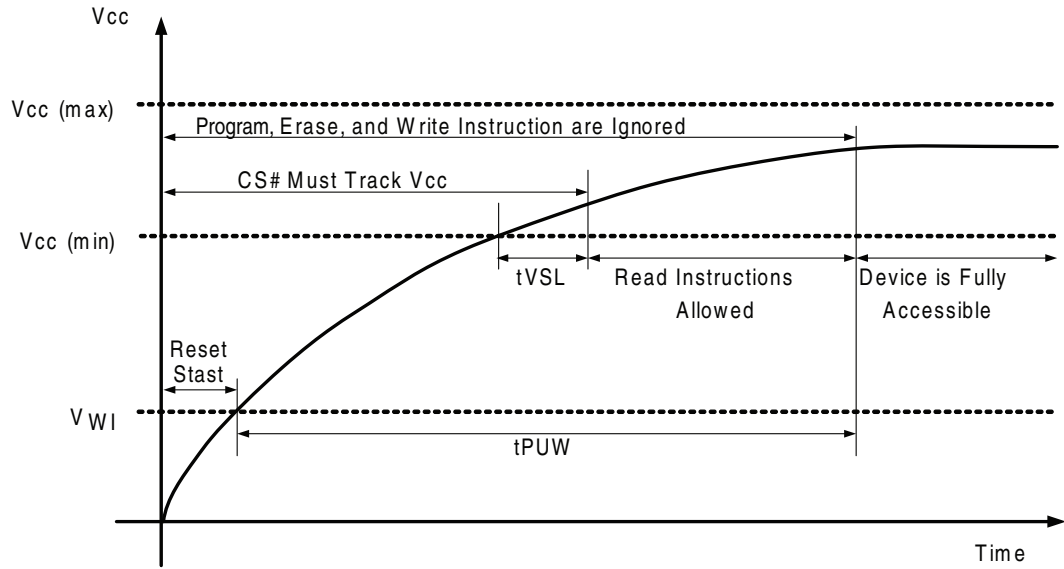 Vcc
Vcc (max)
Program, Erase, and Write Instruction are Ignored
CS# Must Track Vcc
Vcc (min)
tVSL
Read Instructions
Allowed
Device is Fully
Accessible
Reset
Stast
VWI
tPUW
Time